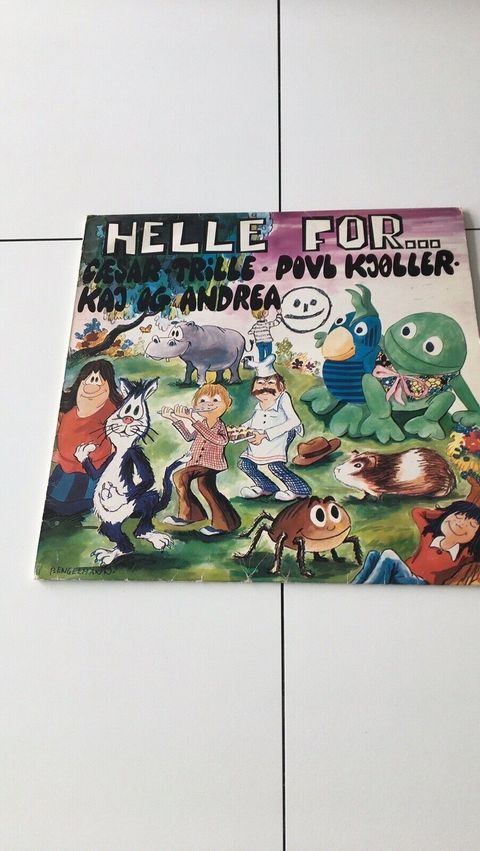 HELLE FOR...
CÆSAR · TRILLE · POVL KJØLLER ·
KAJ OG ANDREA